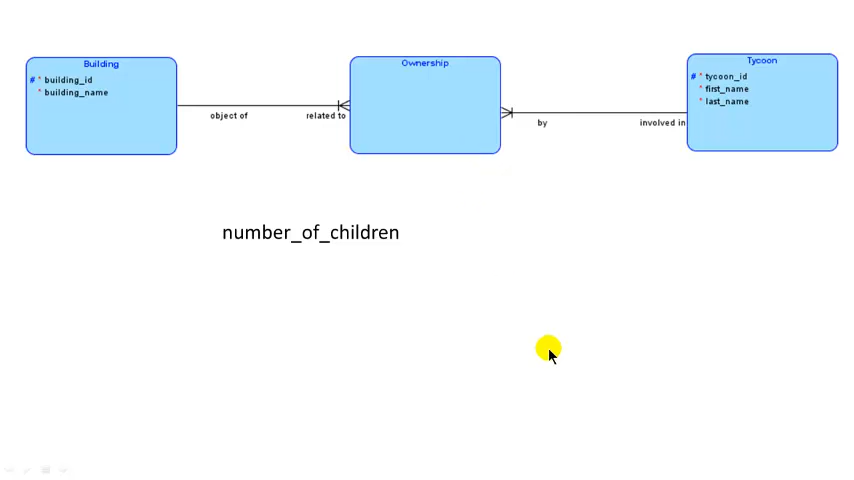 Building
# * building_id
* building_name
object of
related to
Ownership
by
involved in
Tycoon
# * tycoon_id
* first_name
* last_name
number_of_children